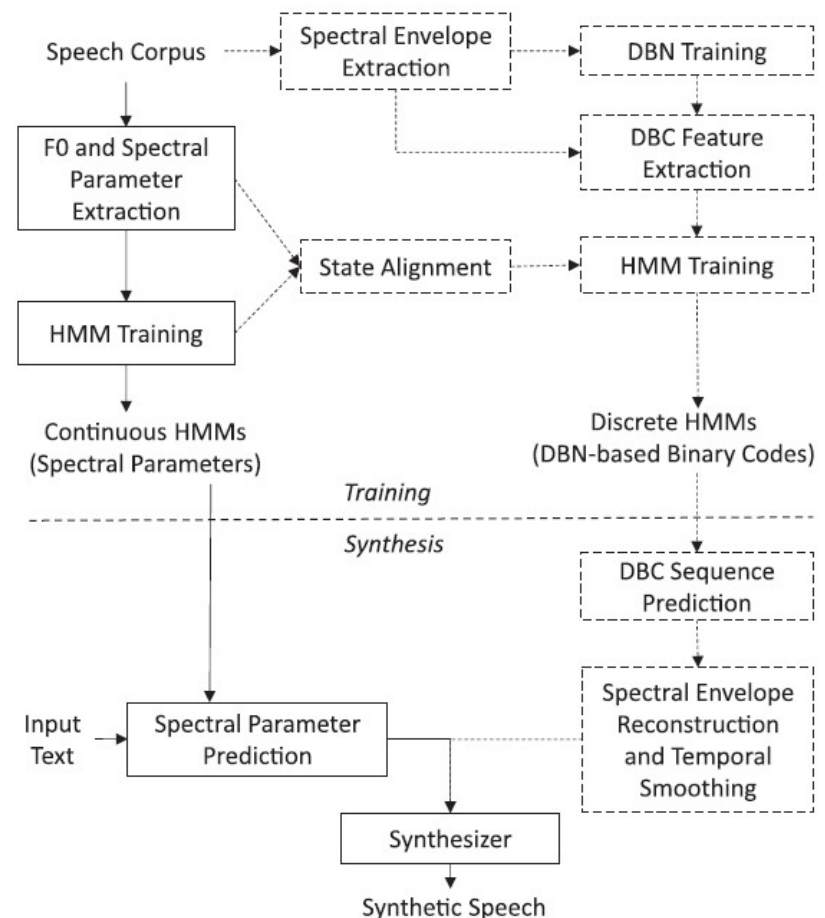 Speech Corpus
Spectral Envelope
Extraction
DBN Training
F0 and Spectral
Parameter
Extraction
DBC Feature
Extraction
State Alignment
HMM Training
HMM Training
Continuous HMMs
(Spectral Parameters)
Discrete HMMs
(DBN-based Binary Codes)
Training
Synthesis
DBC Sequence
Prediction
Input
Text
Spectral Parameter
Prediction
Spectral Envelope
Reconstruction
and Temporal
Smoothing
Synthesizer
Synthetic Speech